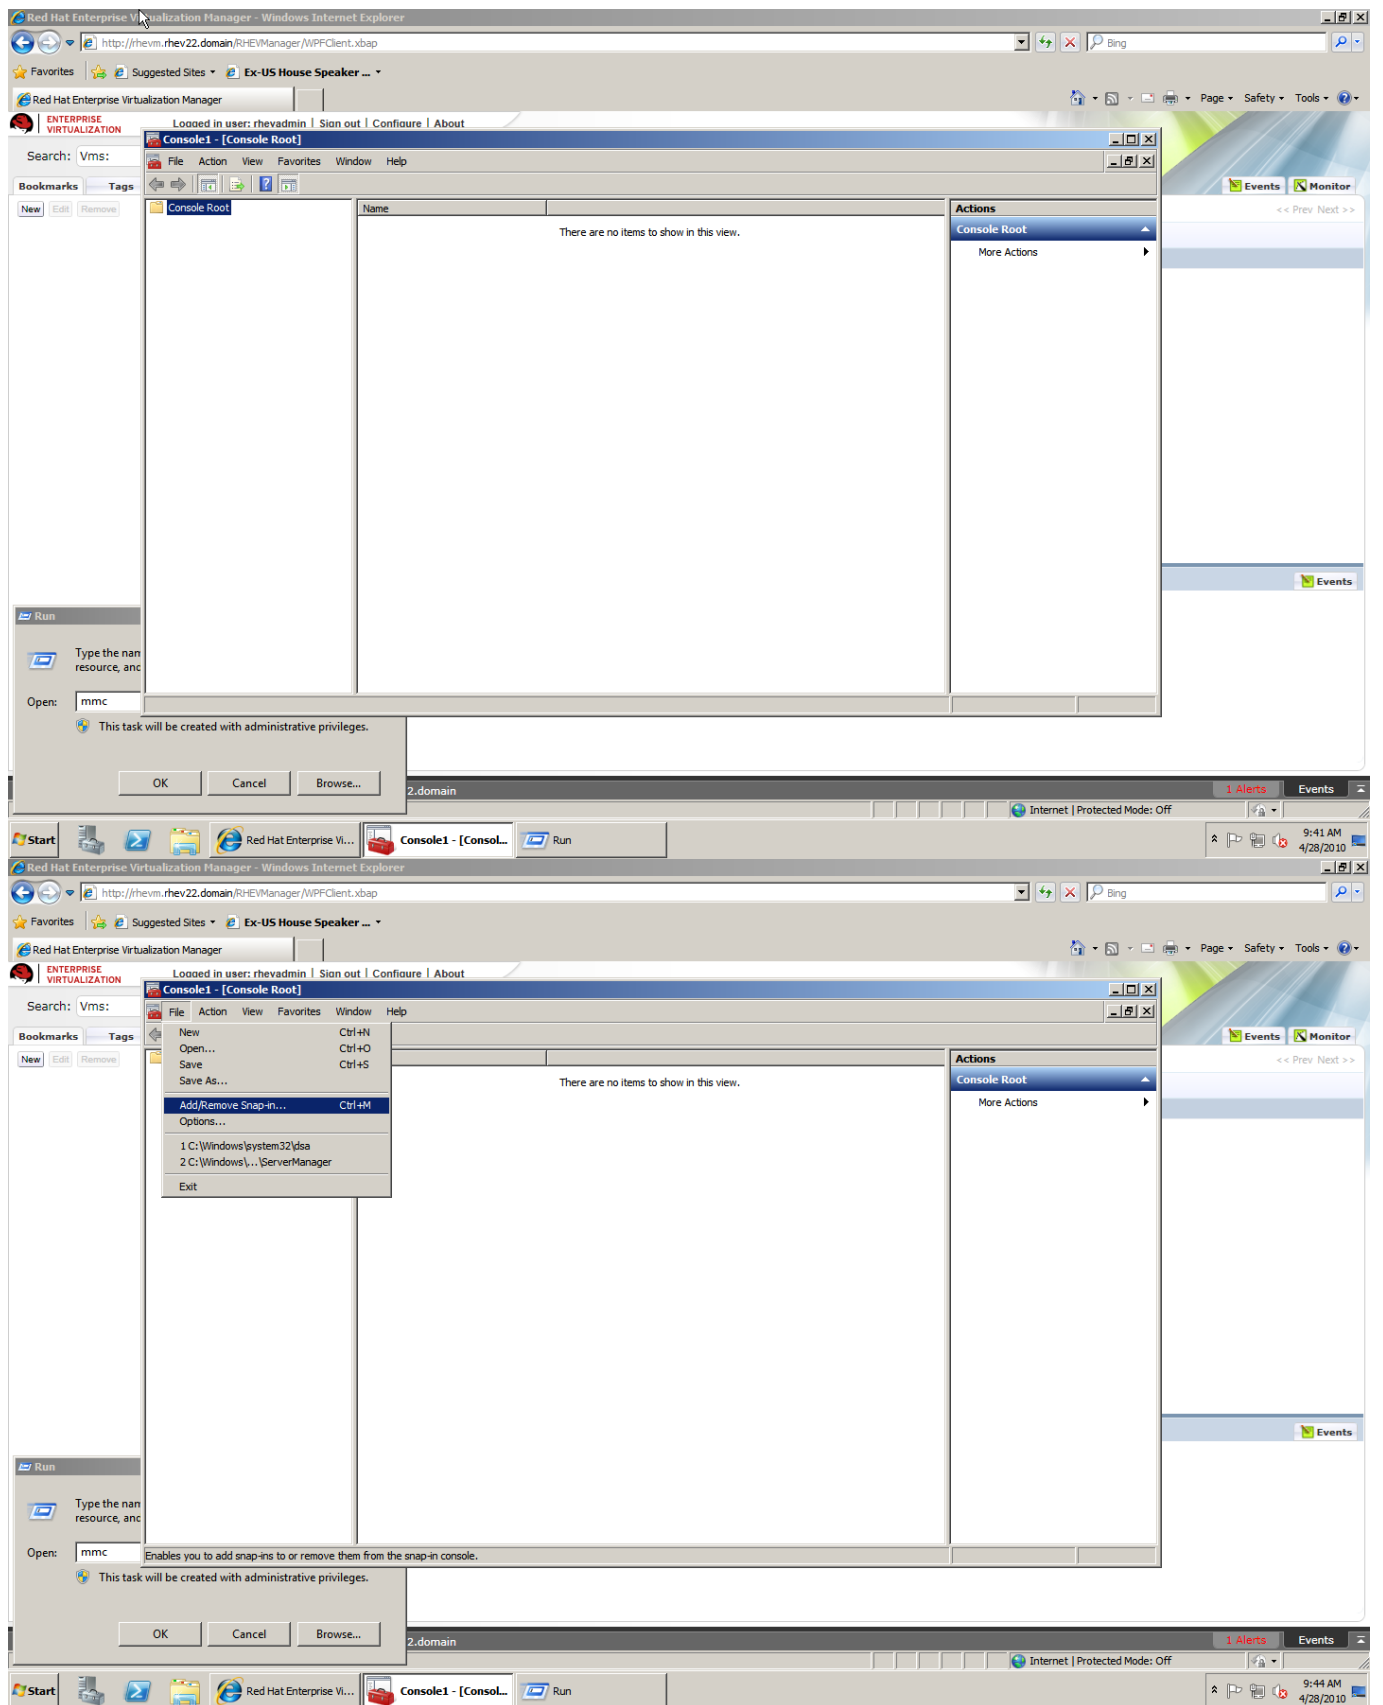 Red Hat Enterprise Virtualization Manager - Windows Internet Explorer
http://rhevm.rhev22.domain/RHEVManager/WPFClient.xbap
Bing
Favorites Suggested Sites Ex-US House Speaker ...
Red Hat Enterprise Virtualization Manager
Page Safety Tools
ENTERPRISE
VIRTUALIZATION
Logged in user: rhevadmin | Sign out | Configure | About
Console1 - [Console Root]
Search: Vms:
File Action View Favorites Window Help
Bookmarks Tags
Events Monitor
New Edit Remove
Console Root
Name
Actions
<< Prev Next >>
There are no items to show in this view.
Console Root
More Actions
Events
Run
Type the nam
resource, and
Open: mmc
This task will be created with administrative privileges.
OK Cancel Browse...
2.domain
1 Alerts Events
Internet | Protected Mode: Off
Start
Red Hat Enterprise Vi...
Console1 - [Consol...
Run
9:41 AM
4/28/2010
Red Hat Enterprise Virtualization Manager - Windows Internet Explorer
http://rhevm.rhev22.domain/RHEVManager/WPFClient.xbap
Bing
Favorites Suggested Sites Ex-US House Speaker ...
Red Hat Enterprise Virtualization Manager
Page Safety Tools
ENTERPRISE
VIRTUALIZATION
Logged in user: rhevadmin | Sign out | Configure | About
Console1 - [Console Root]
Search: Vms:
File Action View Favorites Window Help
Bookmarks Tags
Events Monitor
New Ctrl+N
Open... Ctrl+O
Save Ctrl+S
Save As...
Add/Remove Snap-in... Ctrl+M
Options...
1 C:\Windows\system32\dsa
2 C:\Windows\...\ServerManager
Exit
New Edit Remove
Actions
<< Prev Next >>
There are no items to show in this view.
Console Root
More Actions
Events
Run
Type the nam
resource, and
Open: mmc
Enables you to add snap-ins to or remove them from the snap-in console.
This task will be created with administrative privileges.
OK Cancel Browse...
2.domain
1 Alerts Events
Internet | Protected Mode: Off
Start
Red Hat Enterprise Vi...
Console1 - [Consol...
Run
9:44 AM
4/28/2010